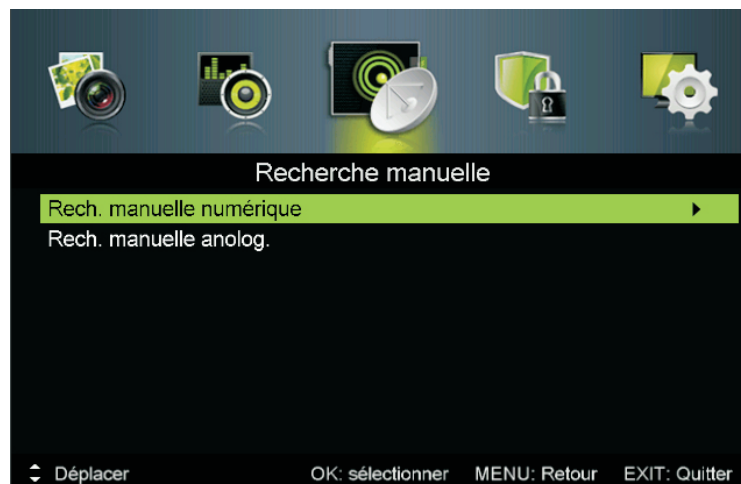 Recherche manuelle
Rech. manuelle numérique
Rech. manuelle anolog.
Déplacer OK: sélectionner MENU: Retour EXIT: Quitter